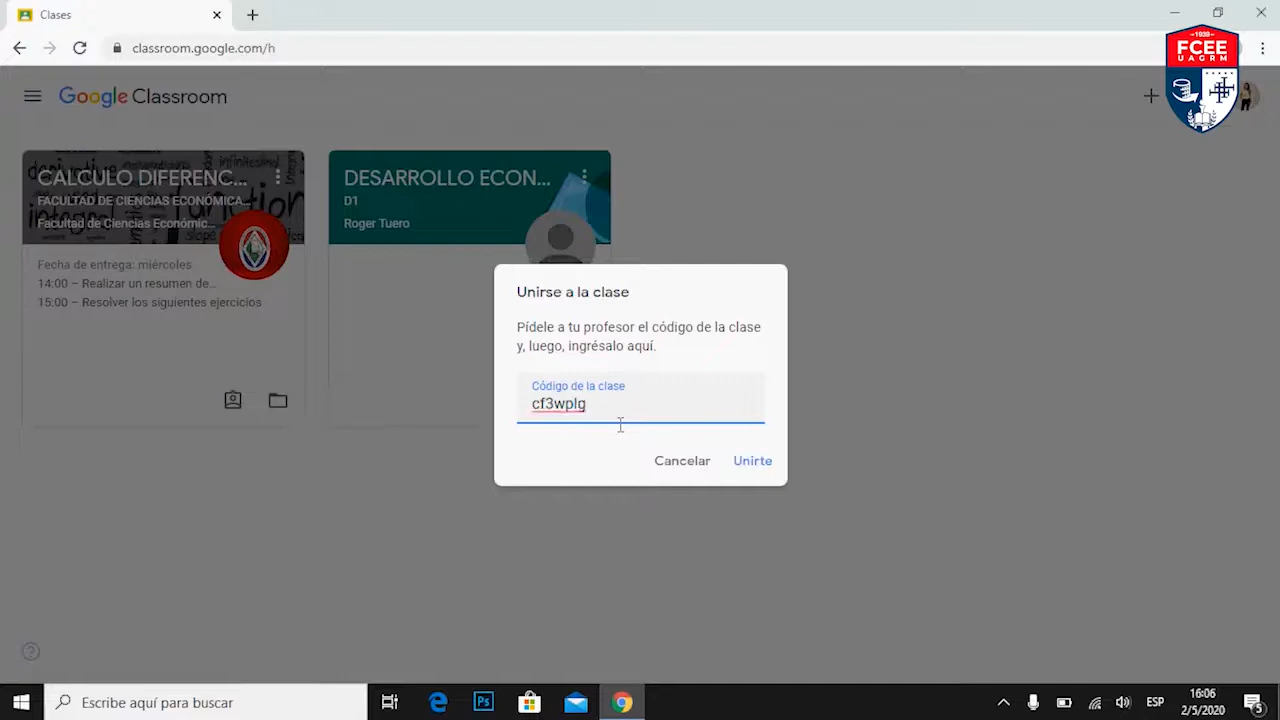 Clases
classroom.google.com/h
1939
FCEE
UAGRM
Google Classroom
CALCULO DIFERENC...
FACULTAD DE CIENCIAS ECONÓMICA...
Facultad de Ciencias Económic...
Fecha de entrega: miércoles
14:00 – Realizar un resumen de...
15:00 – Resolver los siguientes ejercicios
DESARROLLO ECON...
D1
Roger Tuero
Unirse a la clase
Pídele a tu profesor el código de la clase
y, luego, ingrésalo aquí.
Código de la clase
cf3wplg
Cancelar
Unirte
Escribe aquí para buscar
Ps
ESP
16:06
2/5/2020
5